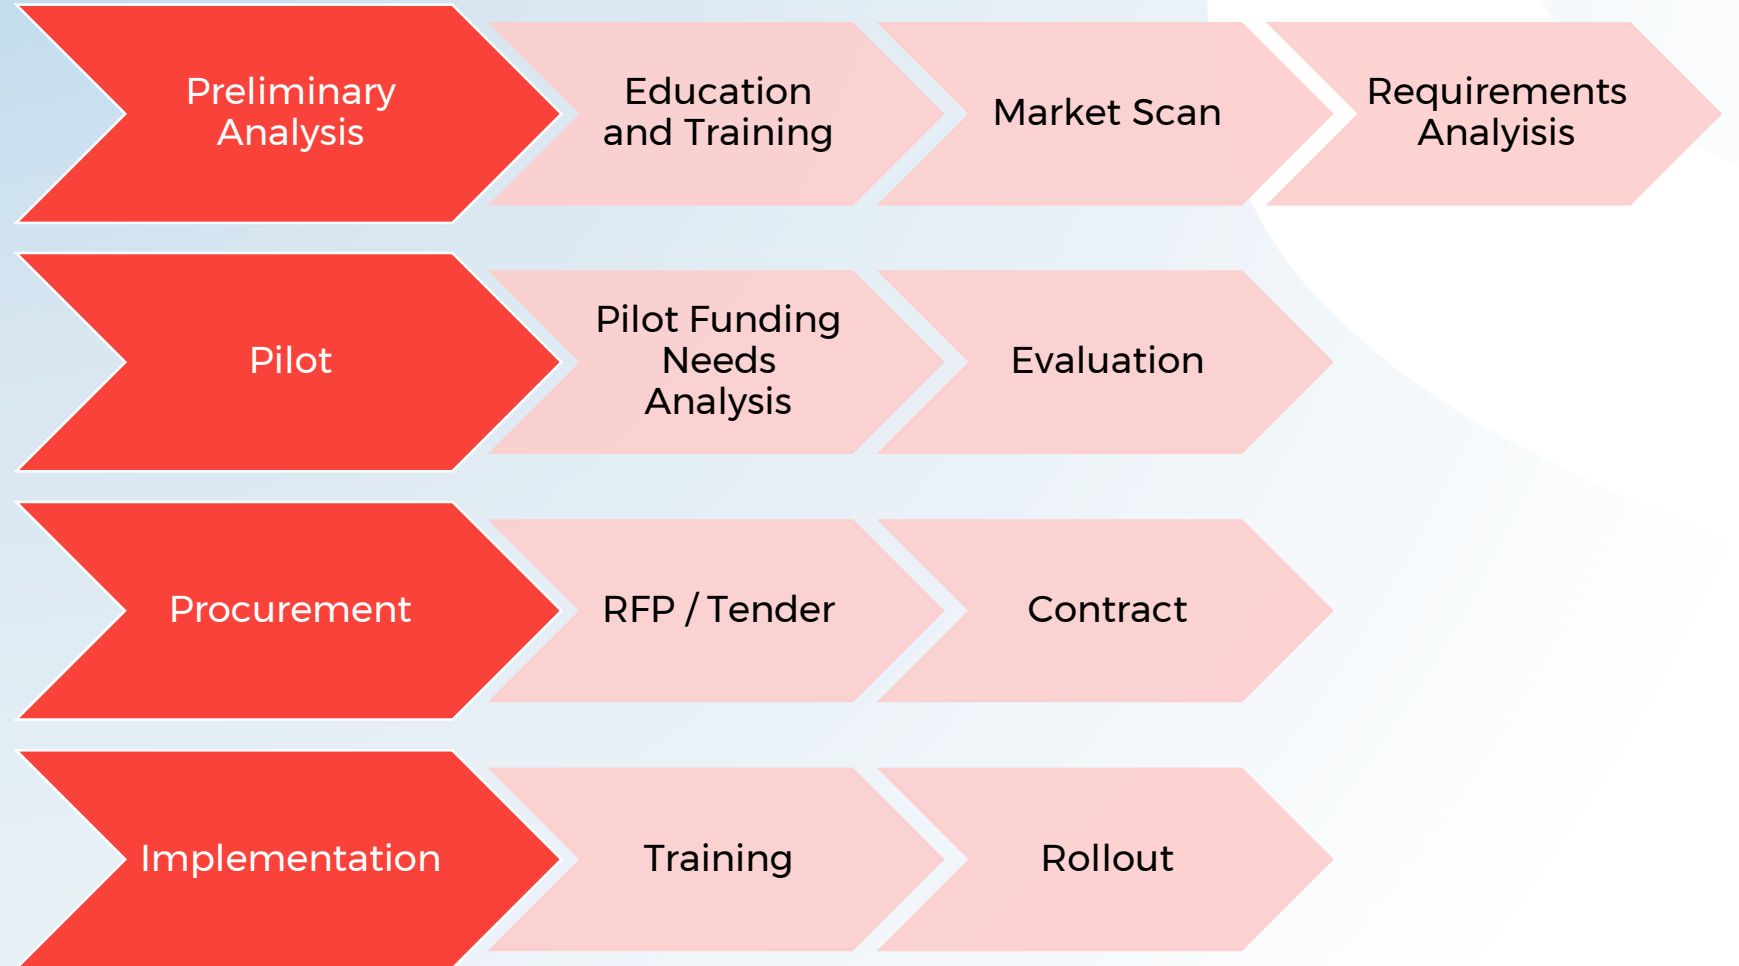 Preliminary
Analysis
Education
and Training
Market Scan
Requirements
Analyisis
Pilot
Pilot Funding
Needs
Analysis
Evaluation
Procurement
RFP / Tender
Contract
Implementation
Training
Rollout